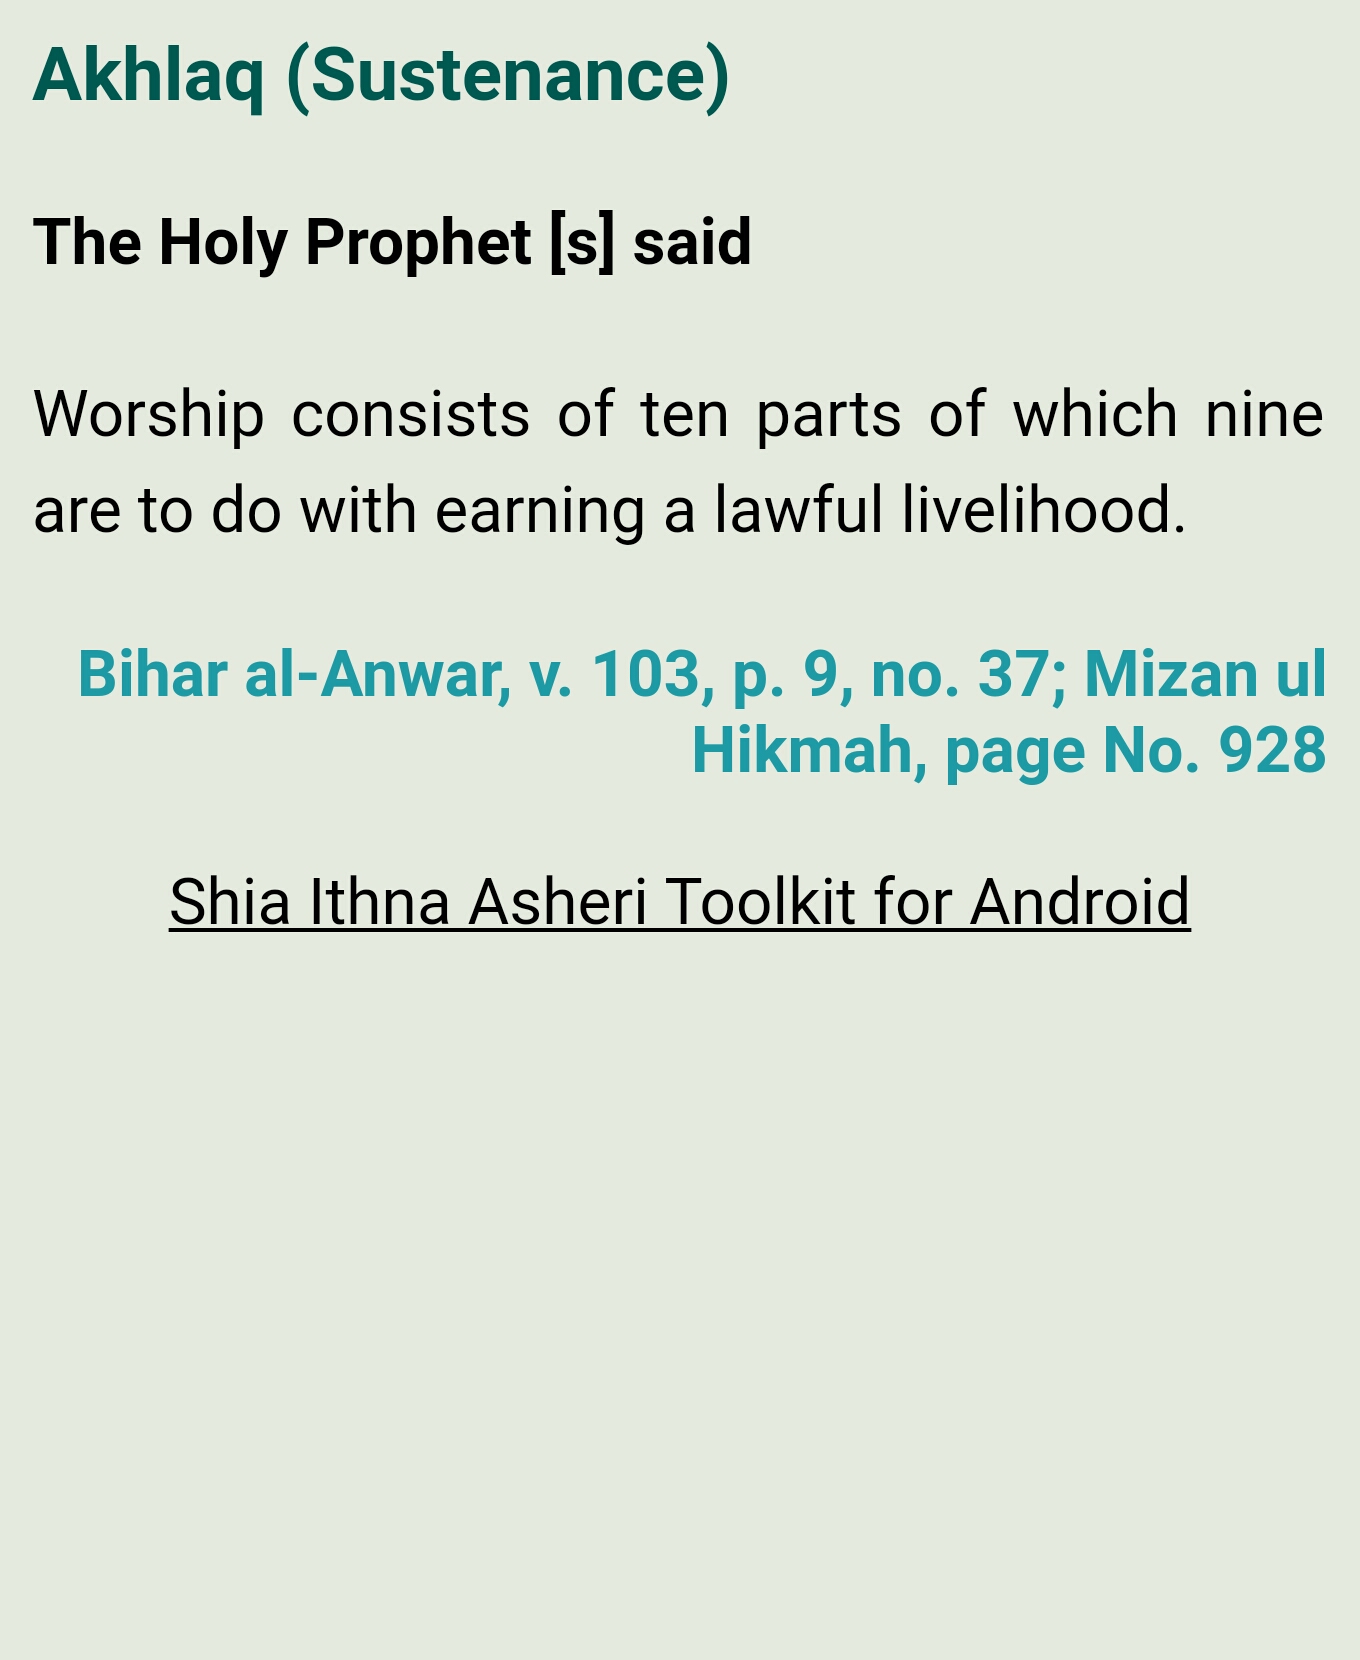 Akhlaq (Sustenance)
The Holy Prophet [s] said
Worship consists of ten parts of which nine
are to do with earning a lawful livelihood.
Bihar al-Anwar, v. 103, p. 9, no. 37; Mizan ul
Hikmah, page No. 928
Shia Ithna Asheri Toolkit for Android